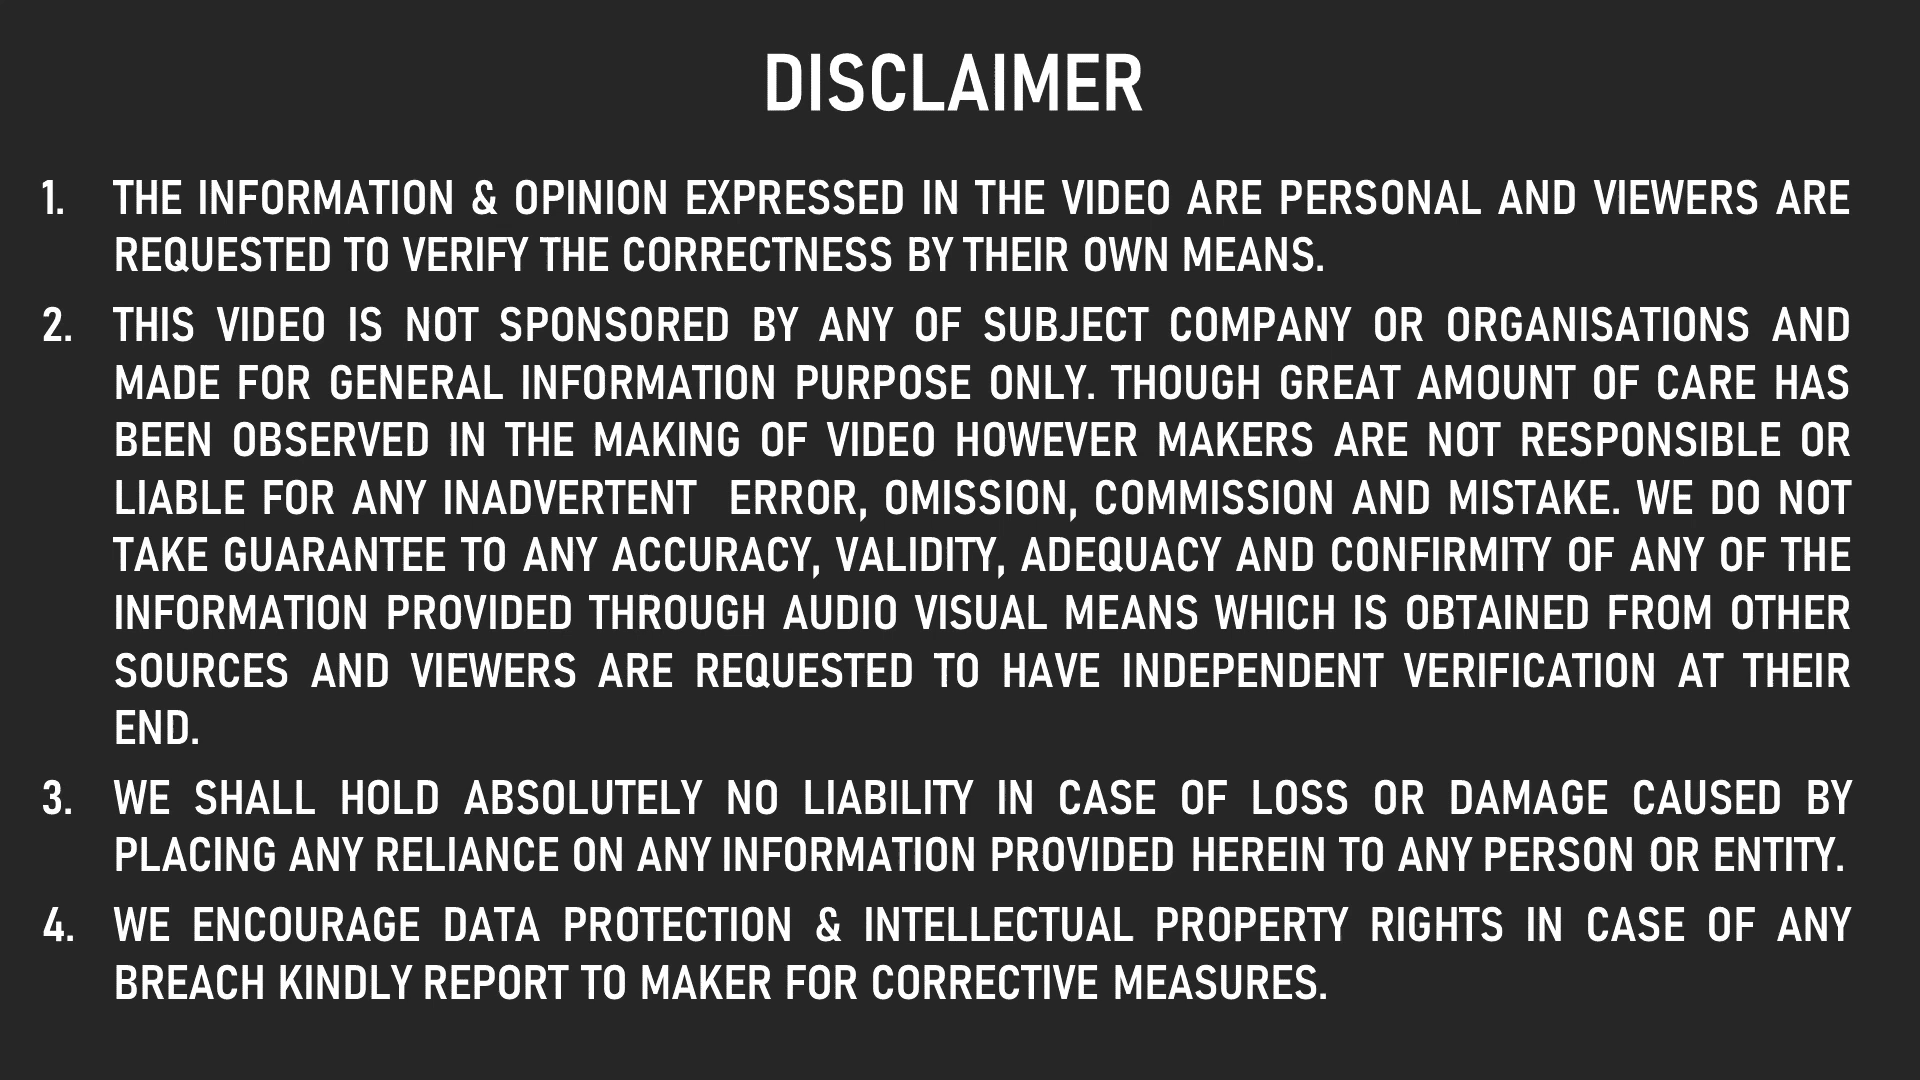 DISCLAIMER
1. THE INFORMATION & OPINION EXPRESSED IN THE VIDEO ARE PERSONAL AND VIEWERS ARE
REQUESTED TO VERIFY THE CORRECTNESS BY THEIR OWN MEANS.
2. THIS VIDEO IS NOT SPONSORED BY ANY OF SUBJECT COMPANY OR ORGANISATIONS AND
MADE FOR GENERAL INFORMATION PURPOSE ONLY. THOUGH GREAT AMOUNT OF CARE HAS
BEEN OBSERVED IN THE MAKING OF VIDEO HOWEVER MAKERS ARE NOT RESPONSIBLE OR
LIABLE FOR ANY INADVERTENT ERROR, OMISSION, COMMISSION AND MISTAKE. WE DO NOT
TAKE GUARANTEE TO ANY ACCURACY, VALIDITY, ADEQUACY AND CONFIRMITY OF ANY OF THE
INFORMATION PROVIDED THROUGH AUDIO VISUAL MEANS WHICH IS OBTAINED FROM OTHER
SOURCES AND VIEWERS ARE REQUESTED TO HAVE INDEPENDENT VERIFICATION AT THEIR
END.
3. WE SHALL HOLD ABSOLUTELY NO LIABILITY IN CASE OF LOSS OR DAMAGE CAUSED BY
PLACING ANY RELIANCE ON ANY INFORMATION PROVIDED HEREIN TO ANY PERSON OR ENTITY.
4. WE ENCOURAGE DATA PROTECTION & INTELLECTUAL PROPERTY RIGHTS IN CASE OF ANY
BREACH KINDLY REPORT TO MAKER FOR CORRECTIVE MEASURES.